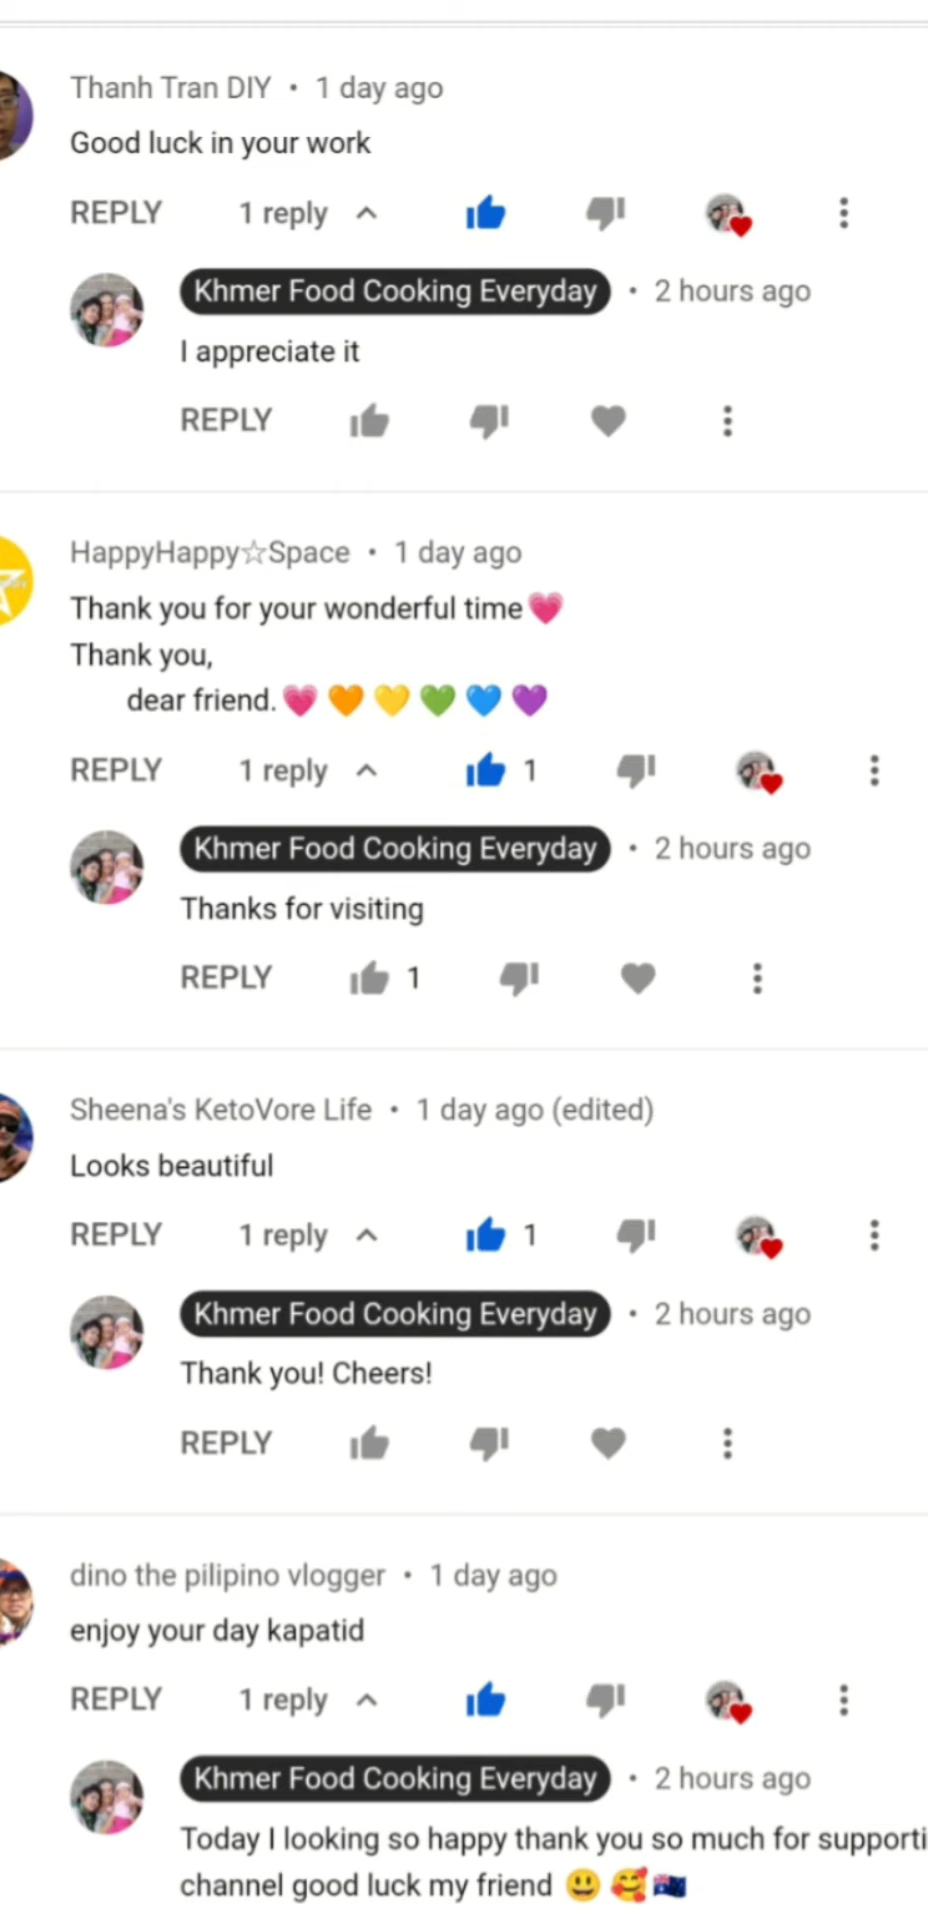 Thanh Tran DIY • 1 day ago
Good luck in your work
REPLY 1 reply
Khmer Food Cooking Everyday • 2 hours ago
I appreciate it
REPLY
HappyHappy☆Space • 1 day ago
Thank you for your wonderful time💗
Thank you,
dear friend.💗🧡💛💚💙💜
REPLY 1 reply 1
Khmer Food Cooking Everyday • 2 hours ago
Thanks for visiting
REPLY 1
Sheena's KetoVore Life • 1 day ago (edited)
Looks beautiful
REPLY 1 reply 1
Khmer Food Cooking Everyday • 2 hours ago
Thank you! Cheers!
REPLY
dino the pilipino vlogger • 1 day ago
enjoy your day kapatid
REPLY 1 reply
Khmer Food Cooking Everyday • 2 hours ago
Today I looking so happy thank you so much for supporti
channel good luck my friend 😃🥰🇦🇺